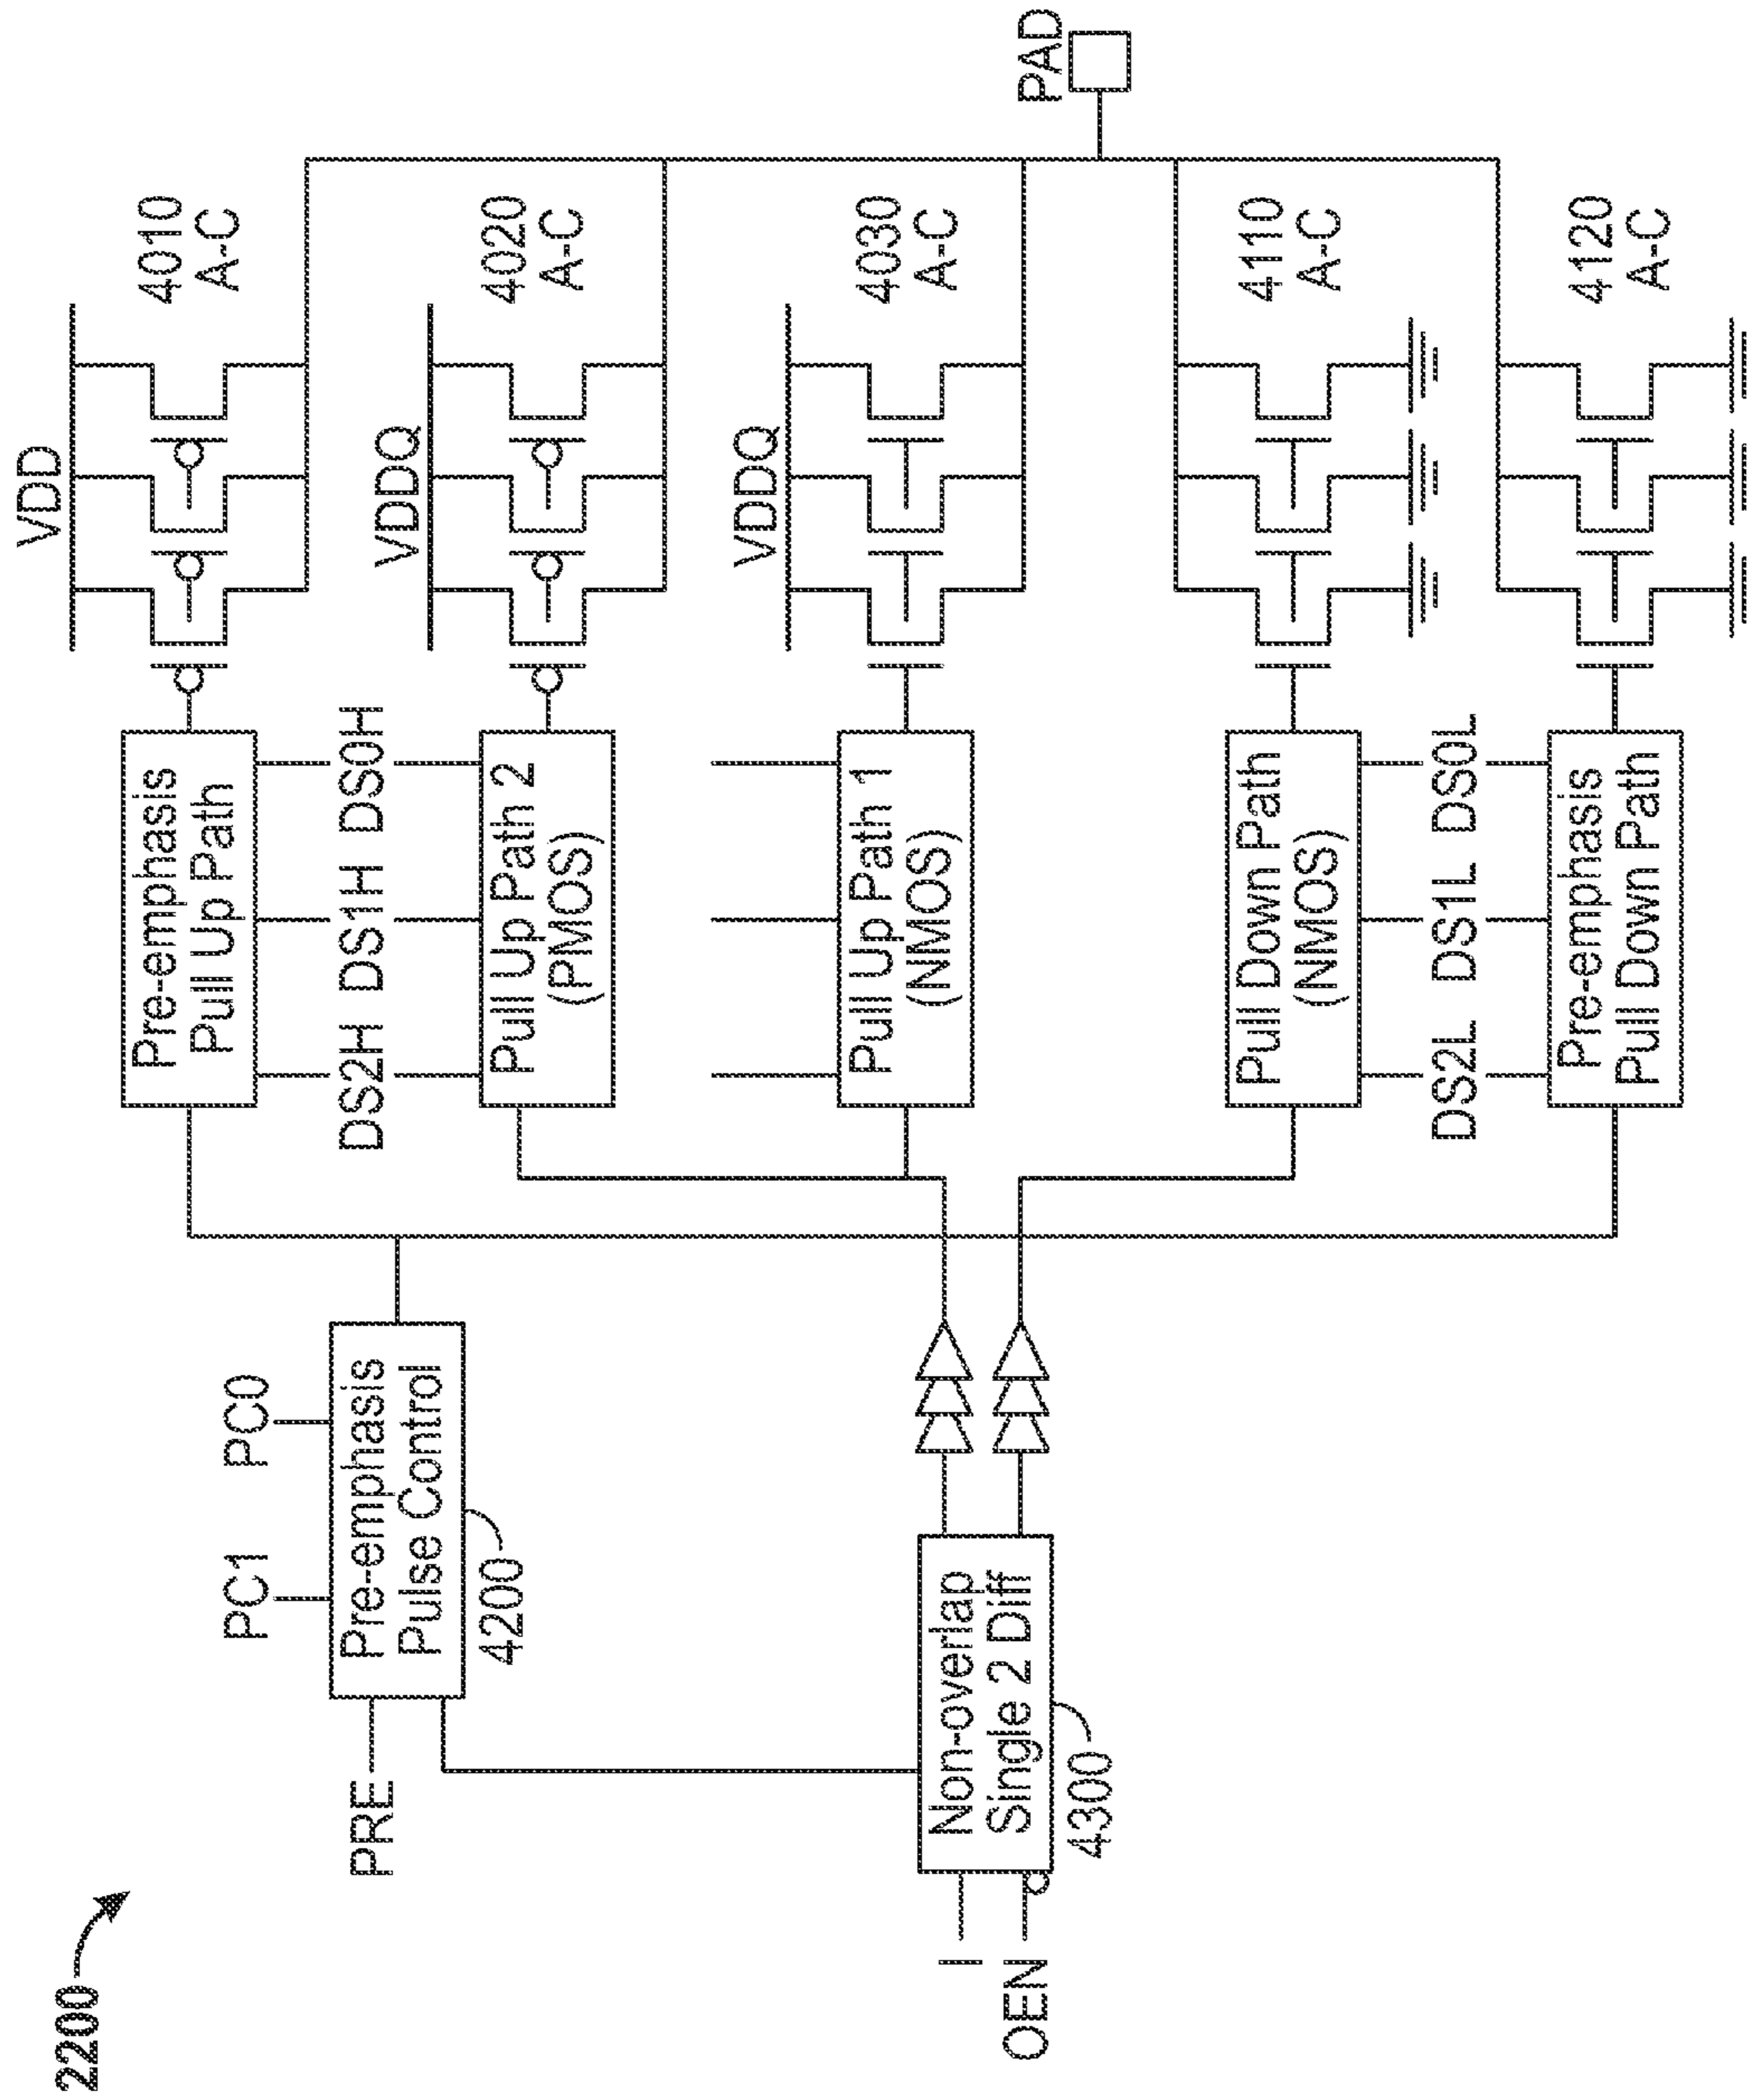 2200
VDD
4010
A-C
Pre-emphasis
Pull Up Path
DS2H
DS1H
DS0H
VDDQ
4020
A-C
Pull Up Path 2
(PMOS)
VDDQ
4030
A-C
Pull Up Path 1
(NMOS)
4110
A-C
Pull Down Path
(NMOS)
DS2L
DS1L
DS0L
4120
A-C
Pre-emphasis
Pull Down Path
PAD
PC1
PC0
PRE
Pre-emphasis
Pulse Control
4200
I
OEN
Non-overlap
Single 2 Diff
4300